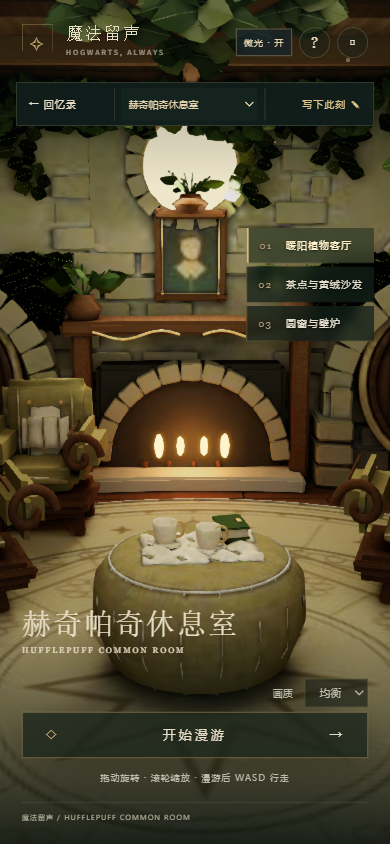 魔法留声
HOGWARTS, ALWAYS
微光 · 开
?
← 回忆录
赫奇帕奇休息室
写下此刻 ✎
01 暖阳植物客厅
02 茶点与黄绒沙发
03 圆窗与壁炉
赫奇帕奇休息室
HUFFLEPUFF COMMON ROOM
画质 均衡
◇ 开始漫游 →
拖动旋转 · 滚轮缩放 · 漫游后 WASD 行走
魔法留声 / HUFFLEPUFF COMMON ROOM